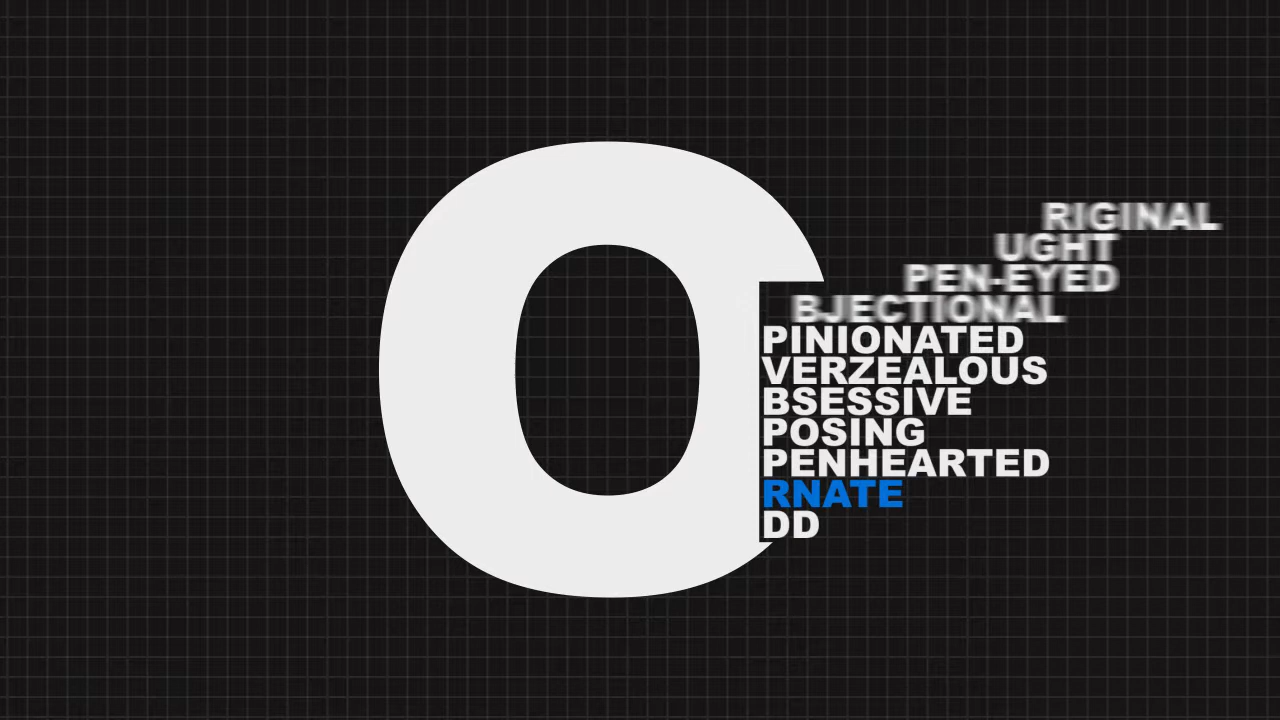 O
RIGINAL
UGHT
PEN-EYED
BJECTIONAL
PINIONATED
VERZEALOUS
BSESSIVE
POSING
PENHEARTED
RNATE
DD